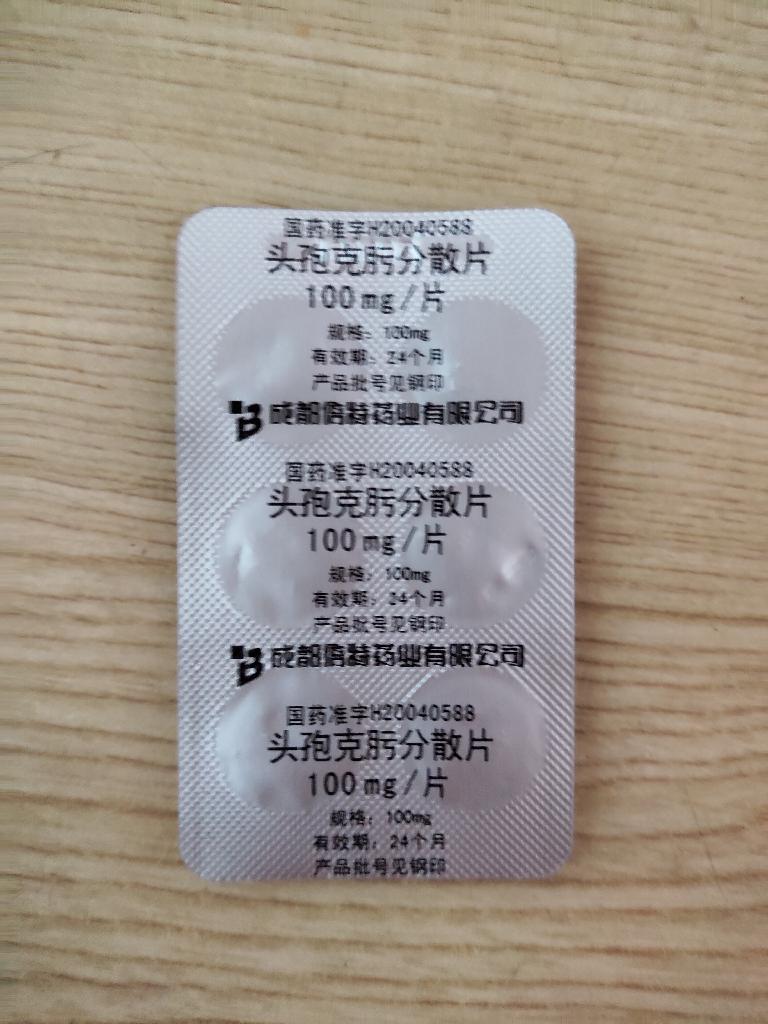 国药准字H20040588
头孢克肟分散片
100mg/片
规格：100mg
有效期：24个月
产品批号见钢印
成都倍特药业有限公司
国药准字H20040588
头孢克肟分散片
100mg/片
规格：100mg
有效期：24个月
产品批号见钢印
成都倍特药业有限公司
国药准字H20040588
头孢克肟分散片
100mg/片
规格：100mg
有效期：24个月
产品批号见钢印